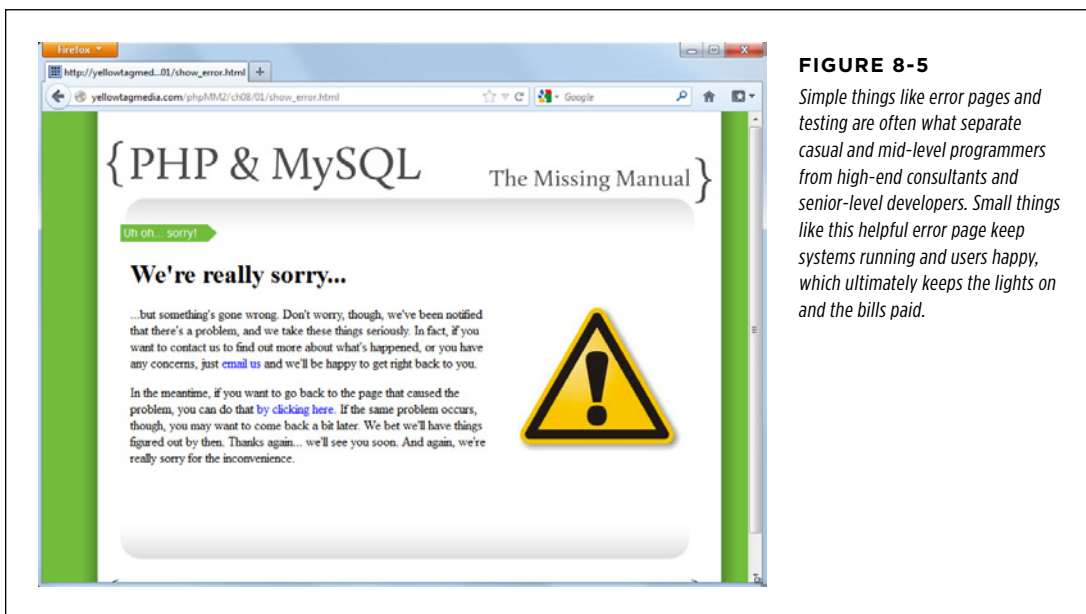 Firefox
http://yellowtagmed...01/show_error.html
yellowtagmedia.com/phpMM2/ch08/01/show_error.html
Google
{PHP & MySQL
The Missing Manual}
Uh oh... sorry!
We're really sorry...
...but something's gone wrong. Don't worry, though, we've been notified
that there's a problem, and we take these things seriously. In fact, if you
want to contact us to find out more about what's happened, or you have
any concerns, just email us and we'll be happy to get right back to you.
In the meantime, if you want to go back to the page that caused the
problem, you can do that by clicking here. If the same problem occurs,
though, you may want to come back a bit later. We bet we'll have things
figured out by then. Thanks again... we'll see you soon. And again, we're
really sorry for the inconvenience.
FIGURE 8-5
Simple things like error pages and
testing are often what separate
casual and mid-level programmers
from high-end consultants and
senior-level developers. Small things
like this helpful error page keep
systems running and users happy,
which ultimately keeps the lights on
and the bills paid.